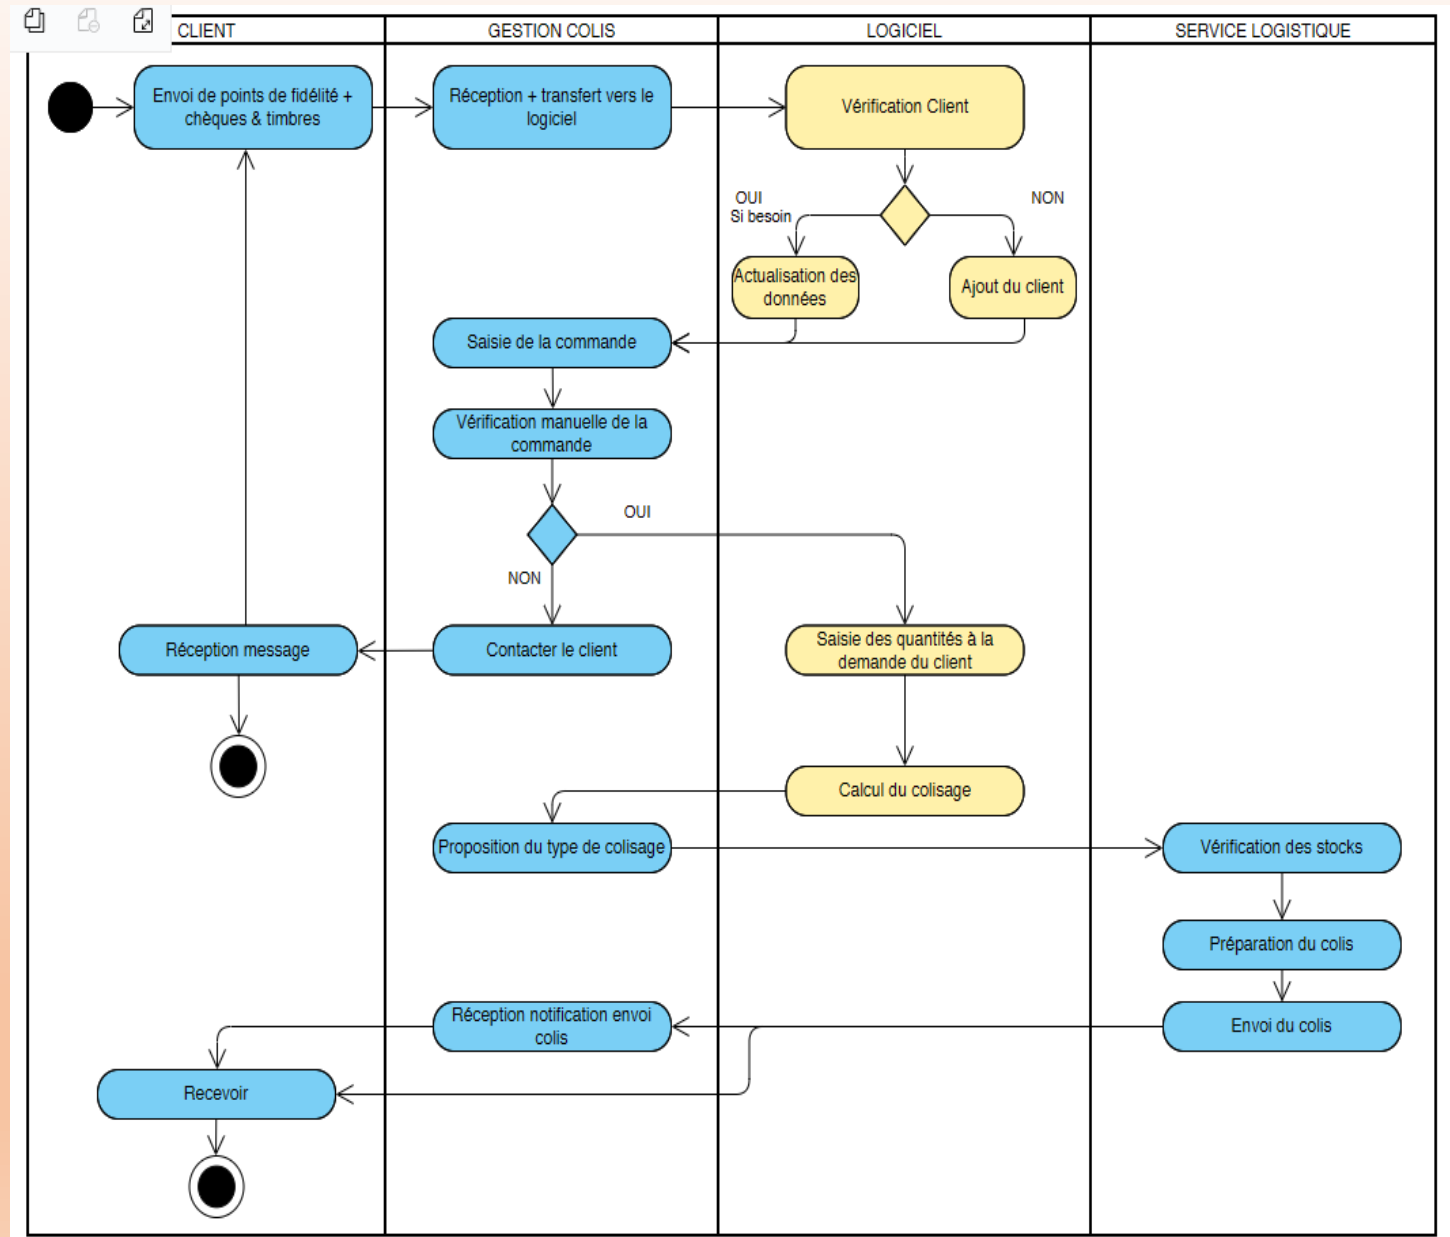 CLIENT
GESTION COLIS
LOGICIEL
SERVICE LOGISTIQUE
Envoi de points de fidélité +
chèques & timbres
Réception + transfert vers le
logiciel
Vérification Client
OUI
Si besoin
NON
Actualisation des
données
Ajout du client
Saisie de la commande
Vérification manuelle de la
commande
OUI
NON
Réception message
Contacter le client
Saisie des quantités à la
demande du client
Calcul du colisage
Proposition du type de colisage
Vérification des stocks
Préparation du colis
Réception notification envoi
colis
Envoi du colis
Recevoir